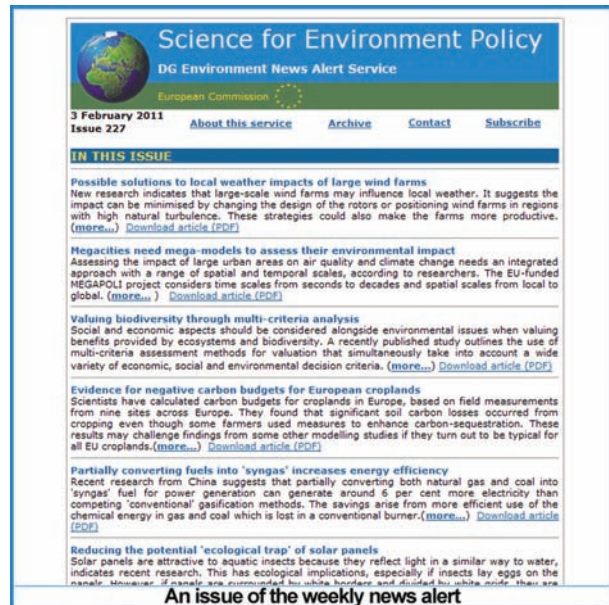 Science for Environment Policy
DG Environment News Alert Service
European Commission
3 February 2011
Issue 227
About this service Archive Contact Subscribe
IN THIS ISSUE
Possible solutions to local weather impacts of large wind farms
New research indicates that large-scale wind farms may influence local weather. It suggests the
impact can be minimised by changing the design of the rotors or positioning wind farms in regions
with high natural turbulence. These strategies could also make the farms more productive.
(more...) Download article (PDF)
Megacities need mega-models to assess their environmental impact
Assessing the impact of large urban areas on air quality and climate change needs an integrated
approach with a range of spatial and temporal scales, according to researchers. The EU-funded
MEGAPOLI project considers time scales from seconds to decades and spatial scales from local to
global. (more... ) Download article (PDF)
Valuing biodiversity through multi-criteria analysis
Social and economic aspects should be considered alongside environmental issues when valuing
benefits provided by ecosystems and biodiversity. A recently published study outlines the use of
multi-criteria assessment methods for valuation that simultaneously take into account a wide
variety of economic, social and environmental decision criteria. (more...) Download article (PDF)
Evidence for negative carbon budgets for European croplands
Scientists have calculated carbon budgets for croplands in Europe, based on field measurements
from nine sites across Europe. They found that significant soil carbon losses occurred from
cropping even though some farmers used measures to enhance carbon-sequestration. These
results may challenge findings from some other modelling studies if they turn out to be typical for
all EU croplands.(more...) Download article (PDF)
Partially converting fuels into 'syngas' increases energy efficiency
Recent research from China suggests that partially converting both natural gas and coal into
'syngas' fuel for power generation can generate around 6 per cent more electricity than
competing 'conventional' gasification methods. The savings arise from more efficient use of the
chemical energy in gas and coal which is lost in a conventional burner.(more...) Download article
(PDF)
Reducing the potential 'ecological trap' of solar panels
Solar panels are attractive to aquatic insects because they reflect light in a similar way to water,
indicates recent research. This has ecological implications, especially if insects lay eggs on the
panels. However, if panels are surrounded by white borders and divided by white grids, they are
An issue of the weekly news alert